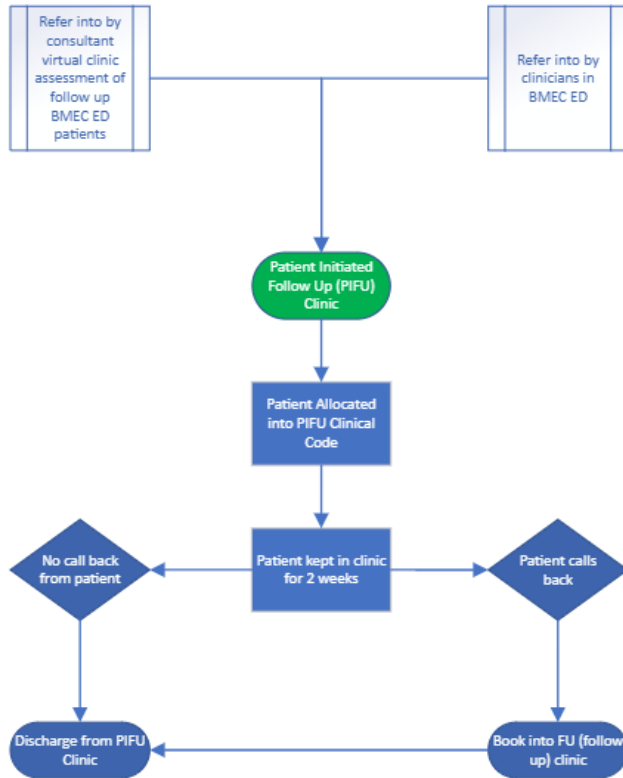 Refer into by
consultant
virtual clinic
assessment of
follow up
BMEC ED
patients
Refer into by
clinicians in
BMEC ED
Patient Initiated
Follow Up (PIFU)
Clinic
Patient Allocated
into PIFU Clinical
Code
No call back
from patient
Patient kept in clinic
for 2 weeks
Patient calls
back
Discharge from PIFU
Clinic
Book into FU (follow
up) clinic